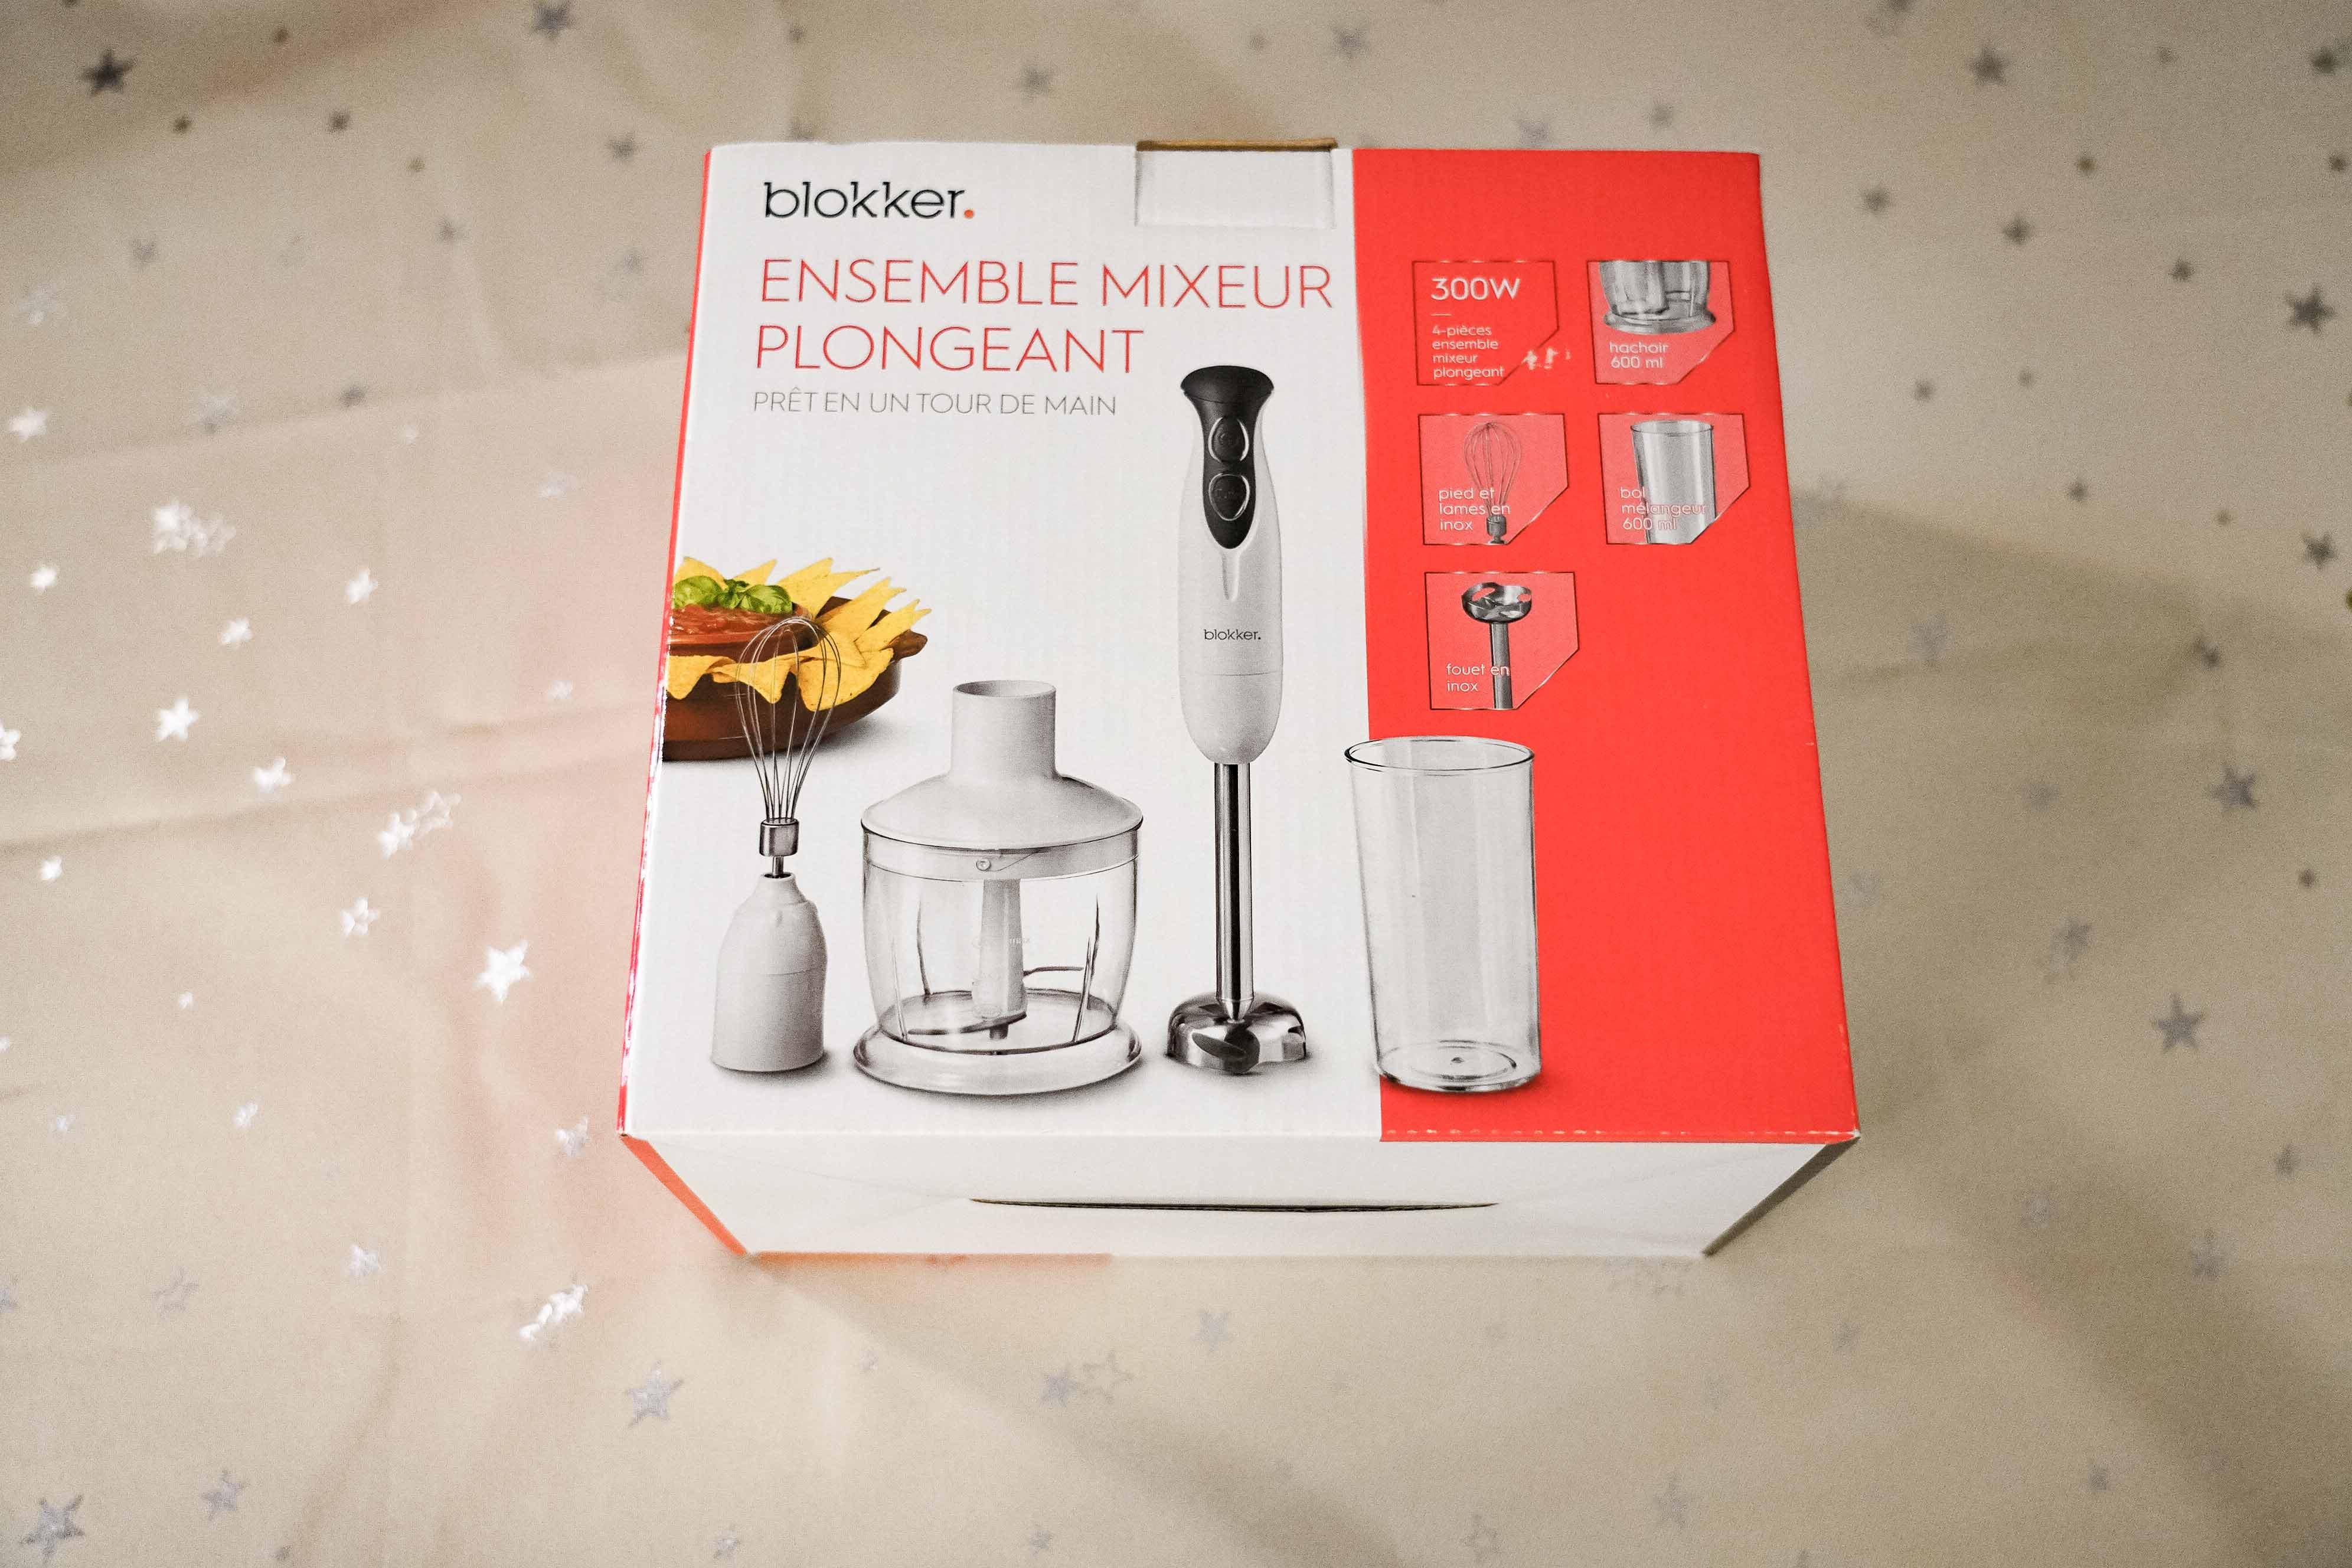 blokker.
ENSEMBLE MIXEUR
PLONGEANT
PRÊT EN UN TOUR DE MAIN
300W
4-pièces
ensemble
mixeur
plongeant
hachoir
600 ml
pied et
lames en
inox
bol
mélangeur
600 ml
fouet en
inox
blokker.